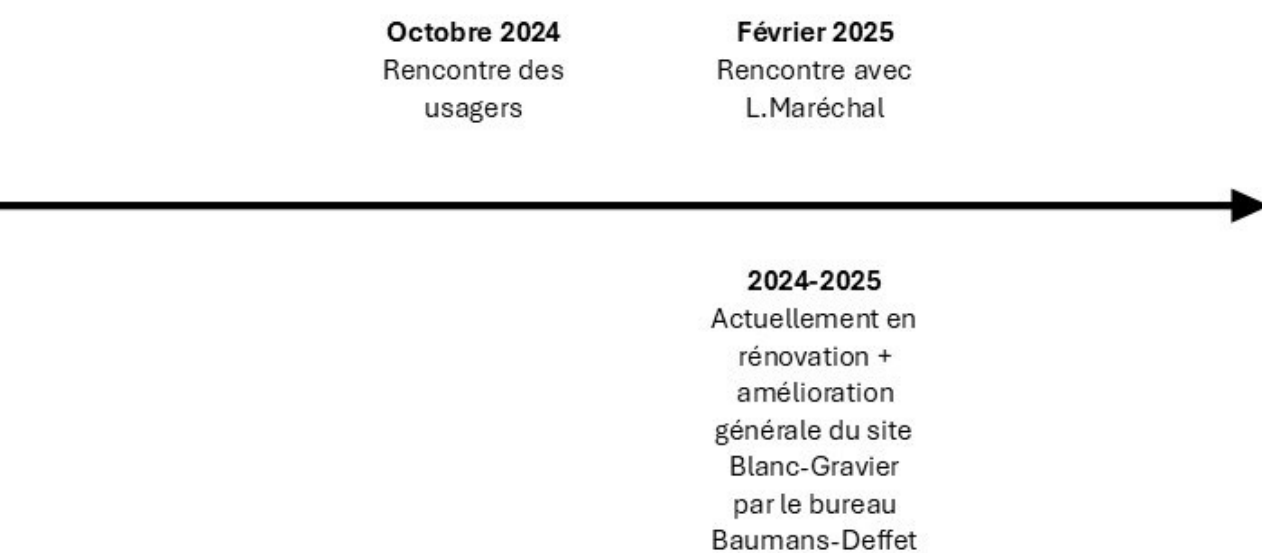 Octobre 2024
Rencontre des
usagers
Février 2025
Rencontre avec
L.Maréchal
2024-2025
Actuellement en
rénovation +
amélioration
générale du site
Blanc-Gravier
par le bureau
Baumans-Deffet